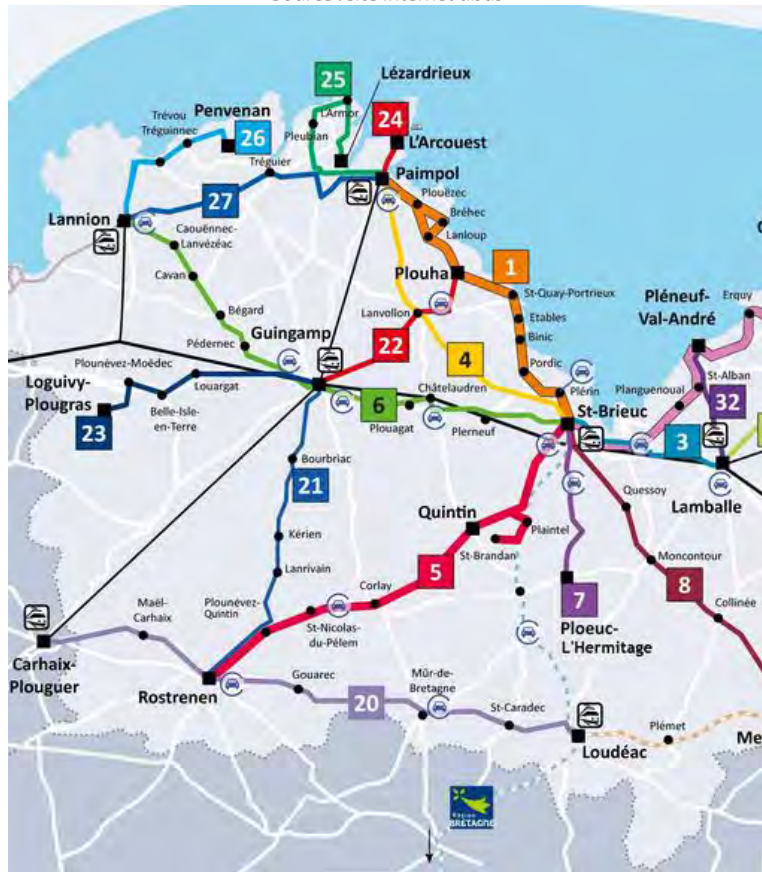 25
Lézardrieux
L'Armor
Trévou
Tréguinnec
Penvenan
26
Pleubian
24
L'Arcouest
Tréguier
Paimpol
27
Plouëzec
Bréhec
Lanloup
Lannion
Caouënnec-
Lanvézéac
Plouha
1
St-Quay-Portrieux
Erquy
Cavan
Etables
Pléneuf-
Val-André
Bégard
Lanvollon
Binic
Guingamp
22
4
Pordic
Pédernec
St-Alban
Plounévez-Moëdec
Louargat
Châtelaudren
Plérin
Planguenoual
32
Loguivy-
Plougras
Belle-Isle-
en-Terre
6
St-Brieuc
23
Plouagat
Plerneuf
3
Bourbriac
Lamballe
21
Quessoy
Quintin
Plaintel
Kérien
St-Brandan
Moncontour
Lanrivain
5
8
7
Ploeuc-
L'Hermitage
Corlay
Collinée
Maël-
Carhaix
Plounévez-
Quintin
St-Nicolas-
du-Pélem
Carhaix-
Plouguer
Rostrenen
Gouarec
20
Mûr-de-
Bretagne
St-Caradec
Loudéac
Plémet
Me
Région
BRETAGNE